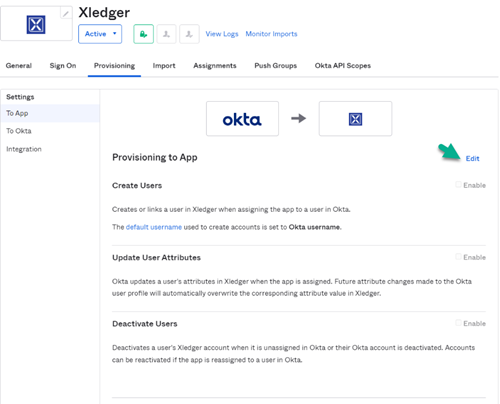 Xledger
Active
View Logs
Monitor Imports
General
Sign On
Provisioning
Import
Assignments
Push Groups
Okta API Scopes
Settings
To App
To Okta
Integration
okta
Provisioning to App
Edit
Create Users
Enable
Creates or links a user in Xledger when assigning the app to a user in Okta.
The default username used to create accounts is set to Okta username.
Update User Attributes
Enable
Okta updates a user's attributes in Xledger when the app is assigned. Future attribute changes made to the Okta
user profile will automatically overwrite the corresponding attribute value in Xledger.
Deactivate Users
Enable
Deactivates a user's Xledger account when it is unassigned in Okta or their Okta account is deactivated. Accounts
can be reactivated if the app is reassigned to a user in Okta.